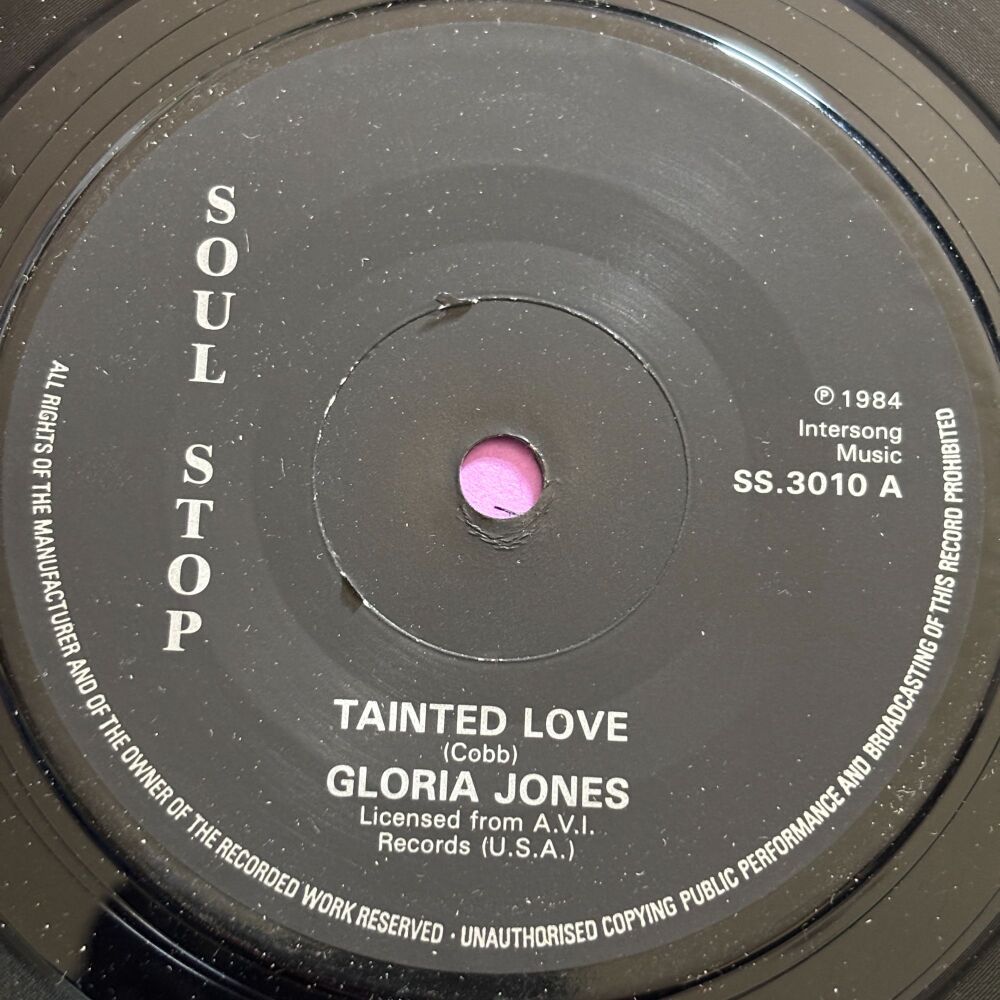 SOUL STOP
℗ 1984
Intersong
Music
SS.3010 A
TAINTED LOVE
(Cobb)
GLORIA JONES
Licensed from A.V.I.
Records (U.S.A.)
ALL RIGHTS OF THE MANUFACTURER AND OF THE OWNER OF THE RECORDED WORK RESERVED · UNAUTHORISED COPYING PUBLIC PERFORMANCE AND BROADCASTING OF THIS RECORD PROHIBITED